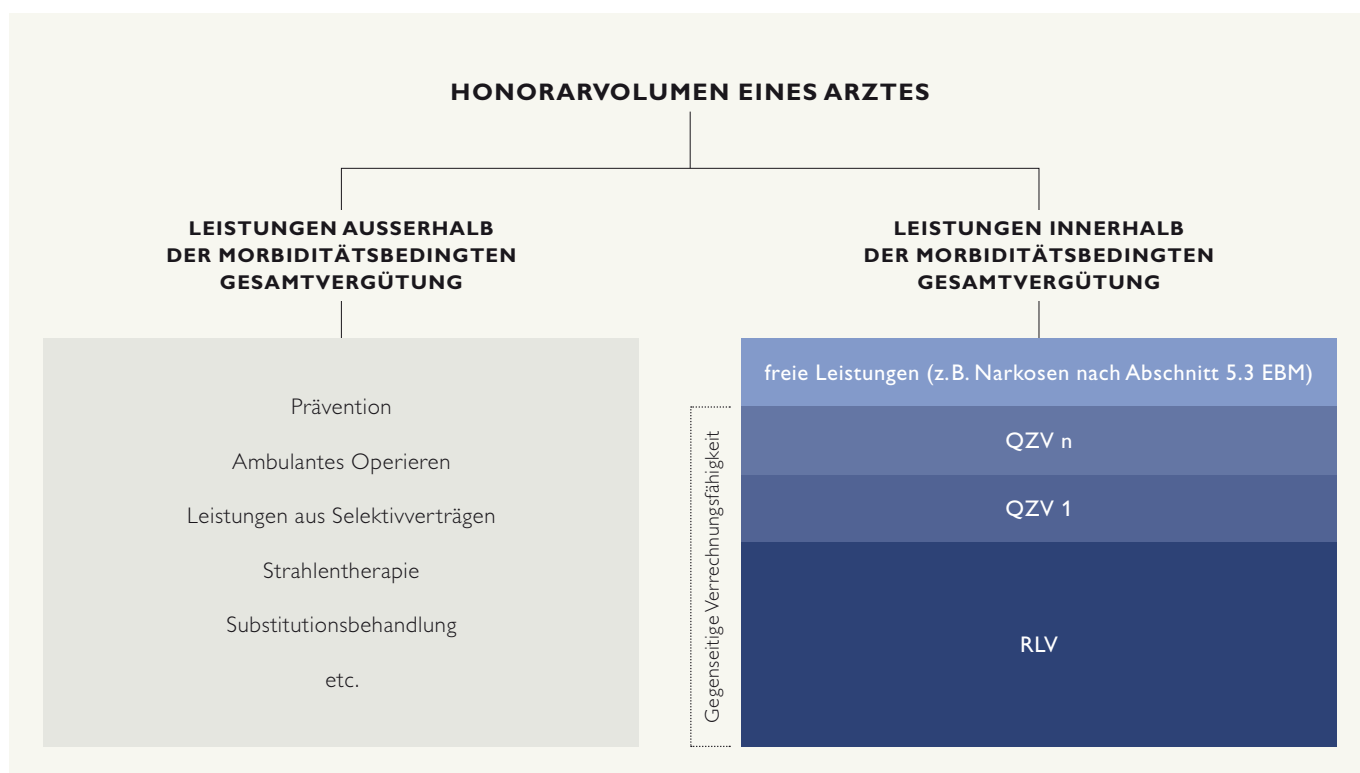 HONORARVOLUMEN EINES ARZTES
LEISTUNGEN AUSSERHALB
DER MORBIDITÄTSBEDINGTEN
GESAMTVERGÜTUNG
Prävention
Ambulantes Operieren
Leistungen aus Selektivverträgen
Strahlentherapie
Substitutionsbehandlung
etc.
LEISTUNGEN INNERHALB
DER MORBIDITÄTSBEDINGTEN
GESAMTVERGÜTUNG
Gegenseitige Verrechnungsfähigkeit
freie Leistungen (z.B. Narkosen nach Abschnitt 5.3 EBM)
QZV n
QZV 1
RLV